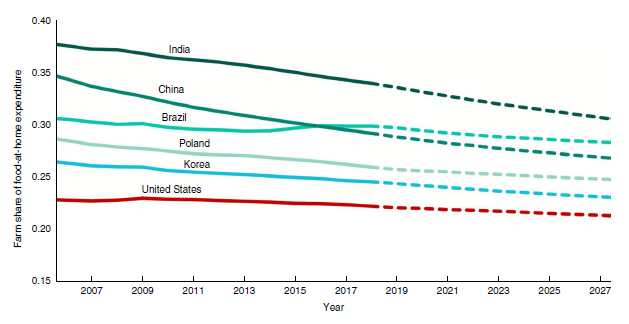 Farm share of food-at-home expenditure
0.40
0.35
0.30
0.25
0.20
0.15
India
China
Brazil
Poland
Korea
United States
2007 2009 2011 2013 2015 2017 2019 2021 2023 2025 2027
Year